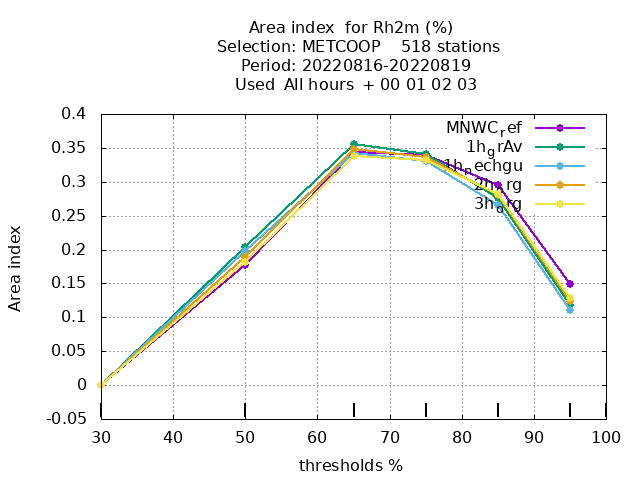 Area index for Rh2m (%)
Selection: METCOOP 518 stations
Period: 20220816-20220819
Used All hours + 00 01 02 03
0.4
0.35
0.3
0.25
0.2
0.15
0.1
0.05
0
-0.05
Area index
MNWC_ref
1h_grAv
1h_nechgu
2h_org
3h_org
30 40 50 60 70 80 90 100
thresholds %